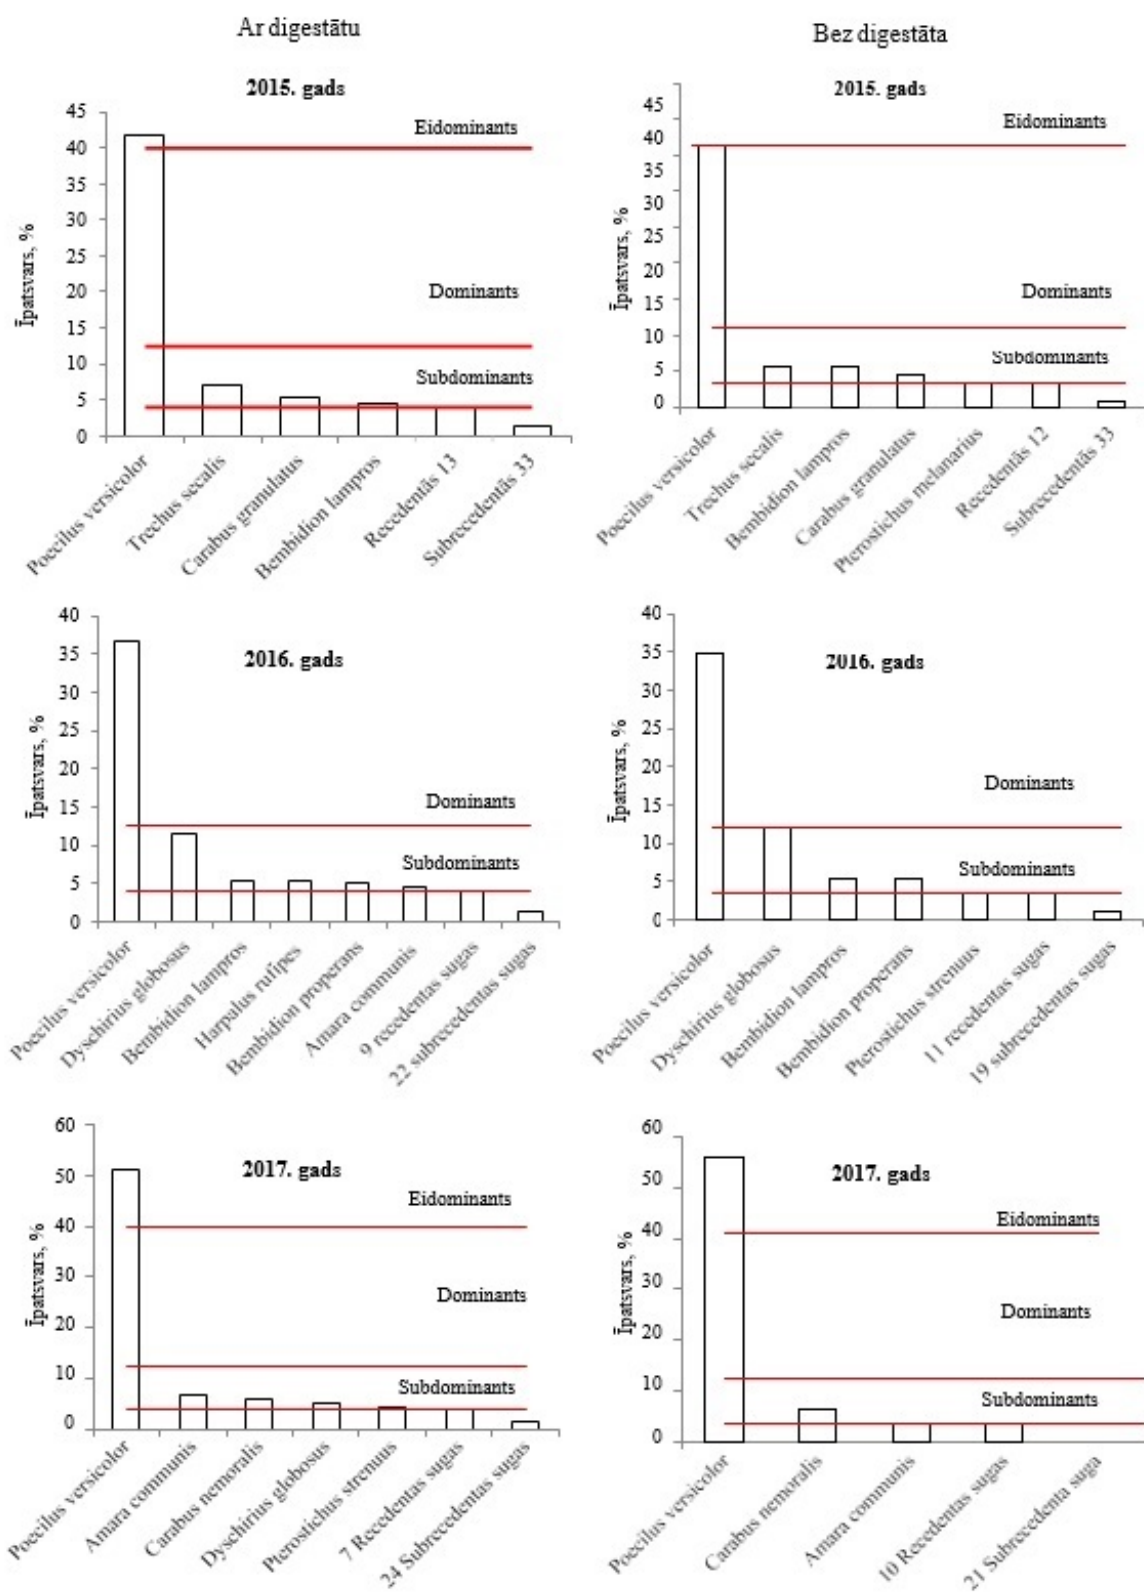 Ar digestātu
Bez digestāta
2015. gads
45
40
35
30
25
20
15
10
5
0
Īpatsvars, %
Eidominants
Dominants
Subdominants
Poecilus versicolor
Trechus secalis
Carabus granulatus
Bembidion lampros
Recedentās 13
Subrecedentās 33
2015. gads
45
40
35
30
25
20
15
10
5
0
Īpatsvars, %
Eidominants
Dominants
Subdominants
Poecilus versicolor
Trechus secalis
Bembidion lampros
Carabus granulatus
Pterostichus melanarius
Recedentās 12
Subrecedentās 33
2016. gads
40
35
30
25
20
15
10
5
0
Īpatsvars, %
Dominants
Subdominants
Poecilus versicolor
Dyschirius globosus
Bembidion lampros
Harpalus rufipes
Bembidion properans
Amara communis
9 recedentas sugas
22 subrecedentas sugas
2016. gads
40
35
30
25
20
15
10
5
0
Īpatsvars, %
Dominants
Subdominants
Poecilus versicolor
Dyschirius globosus
Bembidion lampros
Bembidion properans
Pterostichus strenuus
11 recedentas sugas
19 subrecedentas sugas
2017. gads
60
50
40
30
20
10
0
Īpatsvars, %
Eidominants
Dominants
Subdominants
Poecilus versicolor
Amara communis
Carabus nemoralis
Dyschirius globosus
Pterostichus strenuus
7 Recedentas sugas
24 Subrecedentas sugas
2017. gads
60
50
40
30
20
10
0
Īpatsvars, %
Eidominants
Dominants
Subdominants
Poecilus versicolor
Carabus nemoralis
Amara communis
10 Recedentas sugas
21 Subrecedenta suga